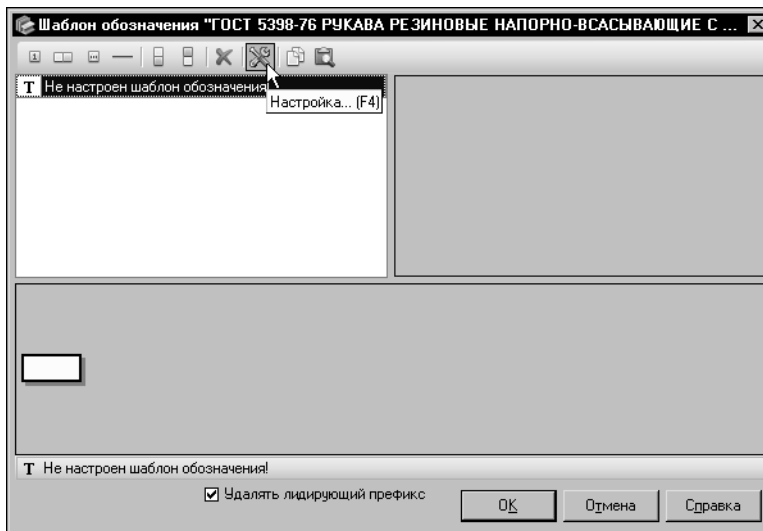 Шаблон обозначения "ГОСТ 5398-76 РУКАВА РЕЗИНОВЫЕ НАПОРНО-ВСАСЫВАЮЩИЕ С ...
T Не настроен шаблон обозначения
Настройка... (F4)
T Не настроен шаблон обозначения!
Удалять лидирующий префикс
OK
Отмена
Справка